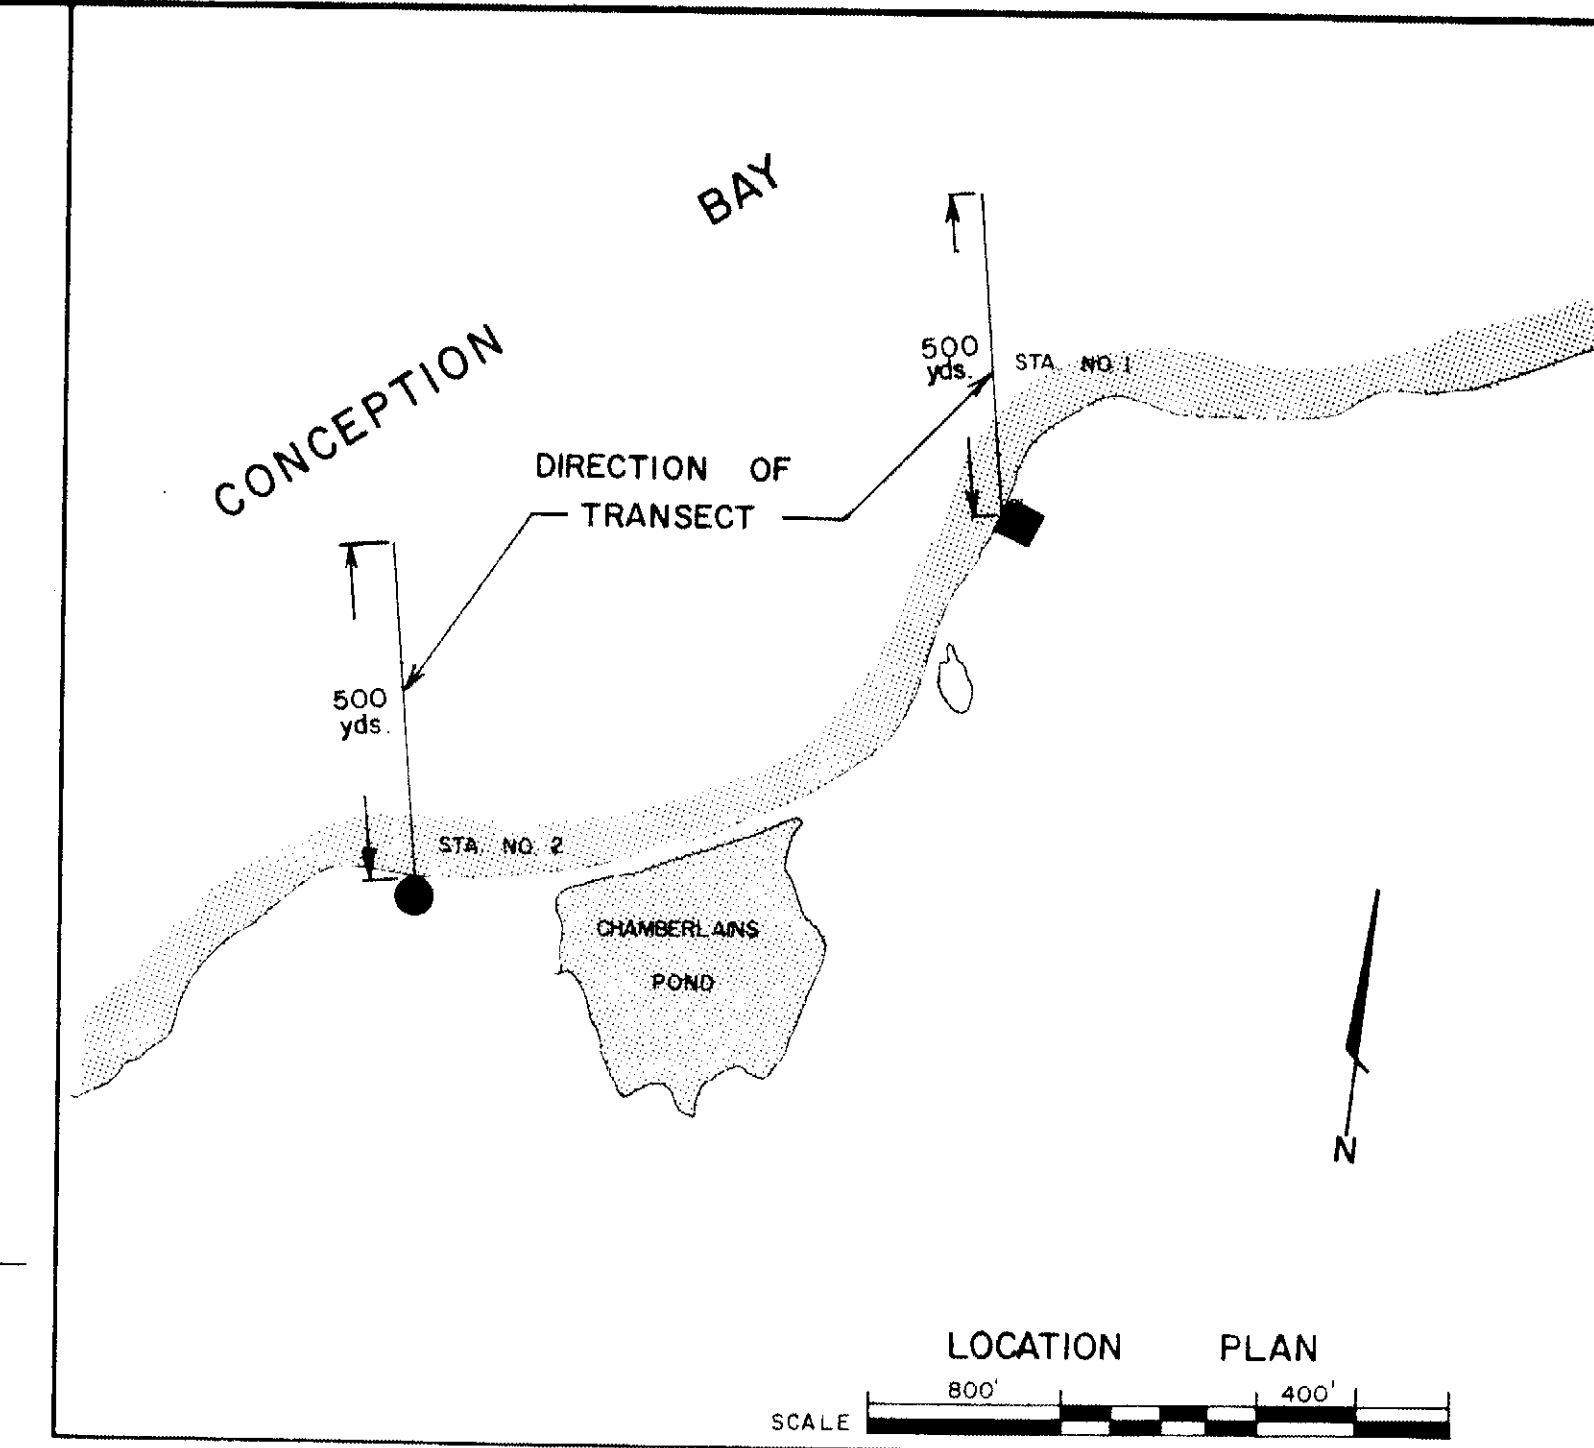 BAY
CONCEPTION
500
yds.
STA. NO. 1
DIRECTION OF
TRANSECT
500
yds.
STA. NO. 2
CHAMBERLAINS
POND
N
LOCATION PLAN
800' 400'
SCALE